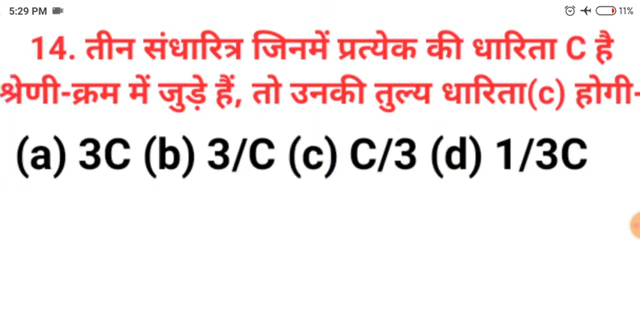 5:29 PM
11%
14. तीन संधारित्र जिनमें प्रत्येक की धारिता C है
श्रेणी-क्रम में जुड़े हैं, तो उनकी तुल्य धारिता(c) होगी-
(a) 3C (b) 3/C (c) C/3 (d) 1/3C